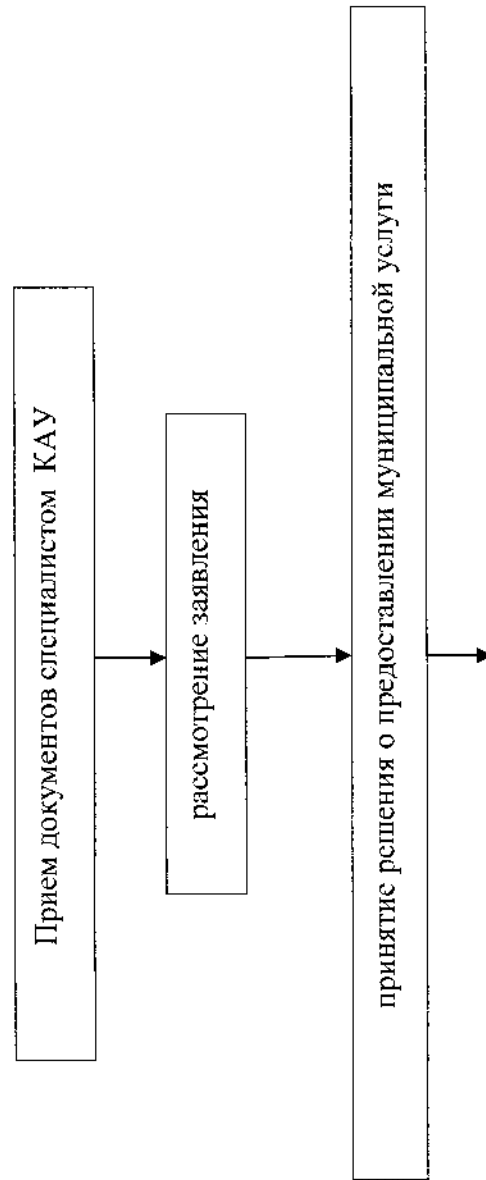 Прием документов специалистом КАУ
рассмотрение заявления
принятие решения о предоставлении муниципальной услуги